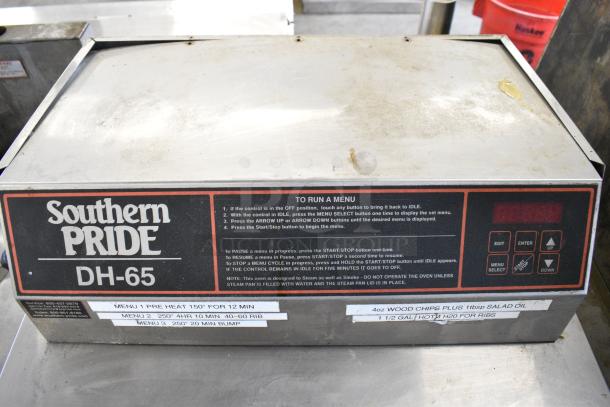 Huskee
Southern
PRIDE
DH-65
TO RUN A MENU
1. If the control is in the OFF position, touch any button to bring it back to IDLE.
2. With the control in IDLE, press the MENU SELECT button one time to display the set menu.
3. Press the ARROW UP or ARROW DOWN buttons until the desired menu is displayed.
4. Press the Start/Stop button to begin the menu.
To PAUSE a menu in progress, press the START/STOP button one time.
To RESUME a menu in Pause, press START/STOP a second time to resume.
To STOP a MENU CYCLE in progress, press and HOLD the START/STOP button until IDLE appears.
IF THE CONTROL REMAINS IN IDLE FOR FIVE MINUTES IT GOES TO OFF.
NOTE: This oven is designed to Steam as well as Smoke - DO NOT OPERATE THE OVEN UNLESS
STEAM PAN IS FILLED WITH WATER AND THE STEAM PAN LID IS IN PLACE.
EDIT
ENTER
UP
MENU
SELECT
DOWN
MENU 1 PRE HEAT 150° FOR 12 MIN
MENU 2 250° 4HR 10 MIN 40-60 RIB
MENU 3 250° 20 MIN BUMP
4oz WOOD CHIPS PLUS 1tbsp SALAD OIL
1 1/2 GAL HOT H20 FOR RIBS